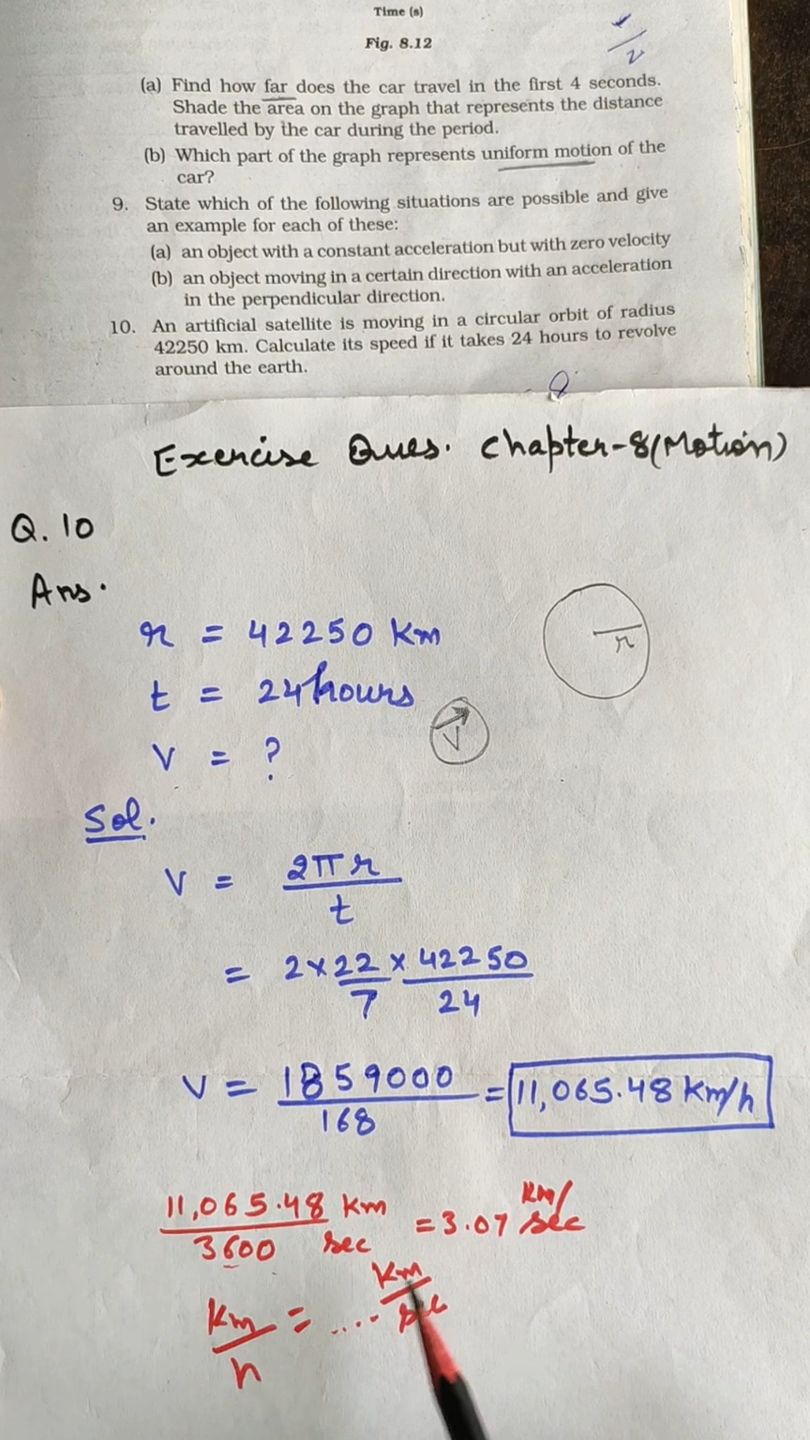 Time (s)
Fig. 8.12
(a) Find how far does the car travel in the first 4 seconds.
Shade the area on the graph that represents the distance
travelled by the car during the period.
(b) Which part of the graph represents uniform motion of the
car?
9. State which of the following situations are possible and give
an example for each of these:
(a) an object with a constant acceleration but with zero velocity
(b) an object moving in a certain direction with an acceleration
in the perpendicular direction.
10. An artificial satellite is moving in a circular orbit of radius
42250 km. Calculate its speed if it takes 24 hours to revolve
around the earth.
Exercise Ques. Chapter-8(Motion)
Q. 10
Ans.
r = 42250 Km
r
t = 24hours
V
V = ?
Sol.
V = 2πr / t
= 2×22/7 × 42250/24
V = 1859000/168 = 11,065.48 Km/h
11,065.48 Km / 3600 sec = 3.07 Km/sec
Km/h = .... Km/sec